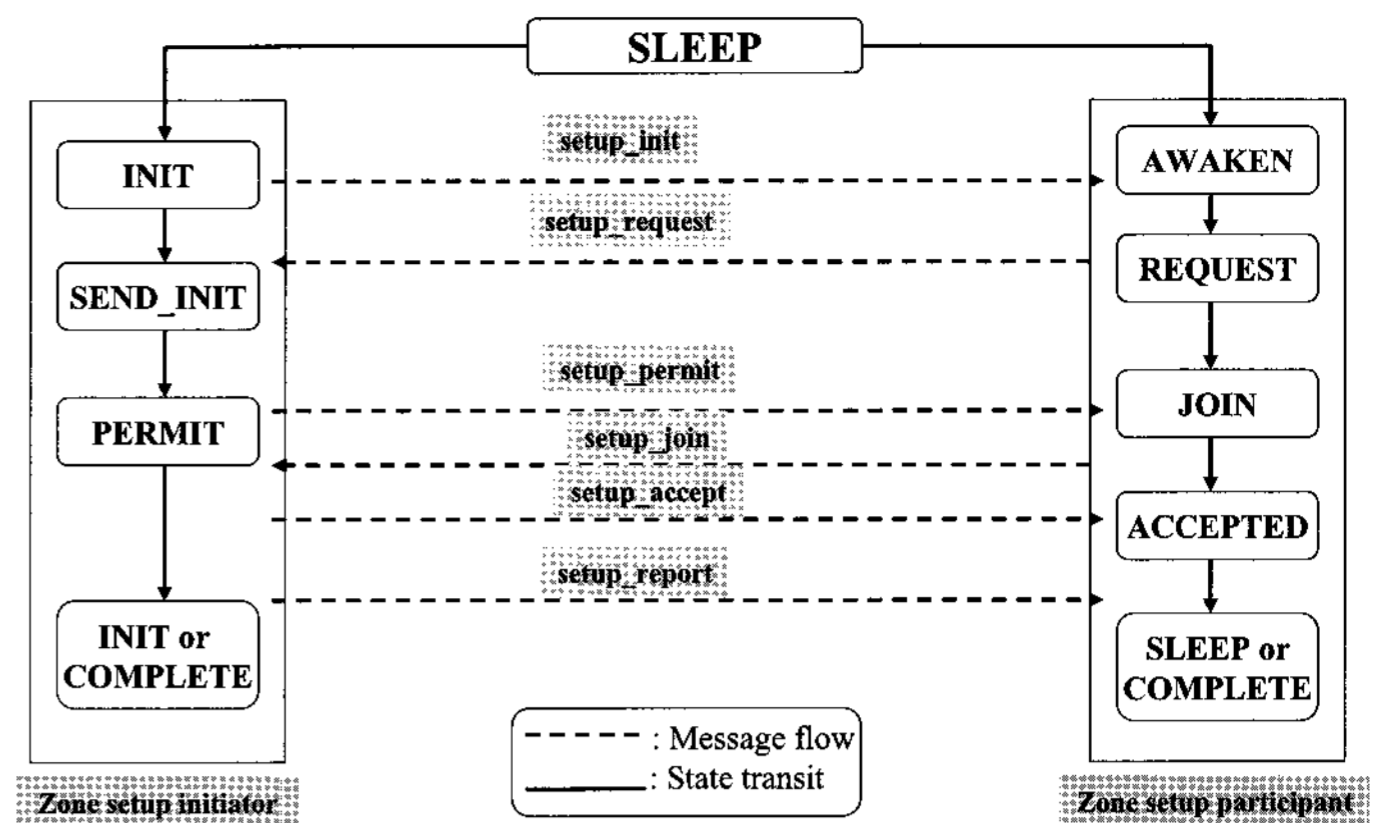 SLEEP
setup_init
INIT
AWAKEN
setup_request
REQUEST
SEND_INIT
setup_permit
JOIN
PERMIT
setup_join
setup_accept
ACCEPTED
setup_report
INIT or
COMPLETE
SLEEP or
COMPLETE
: Message flow
: State transit
Zone setup initiator
Zone setup participant